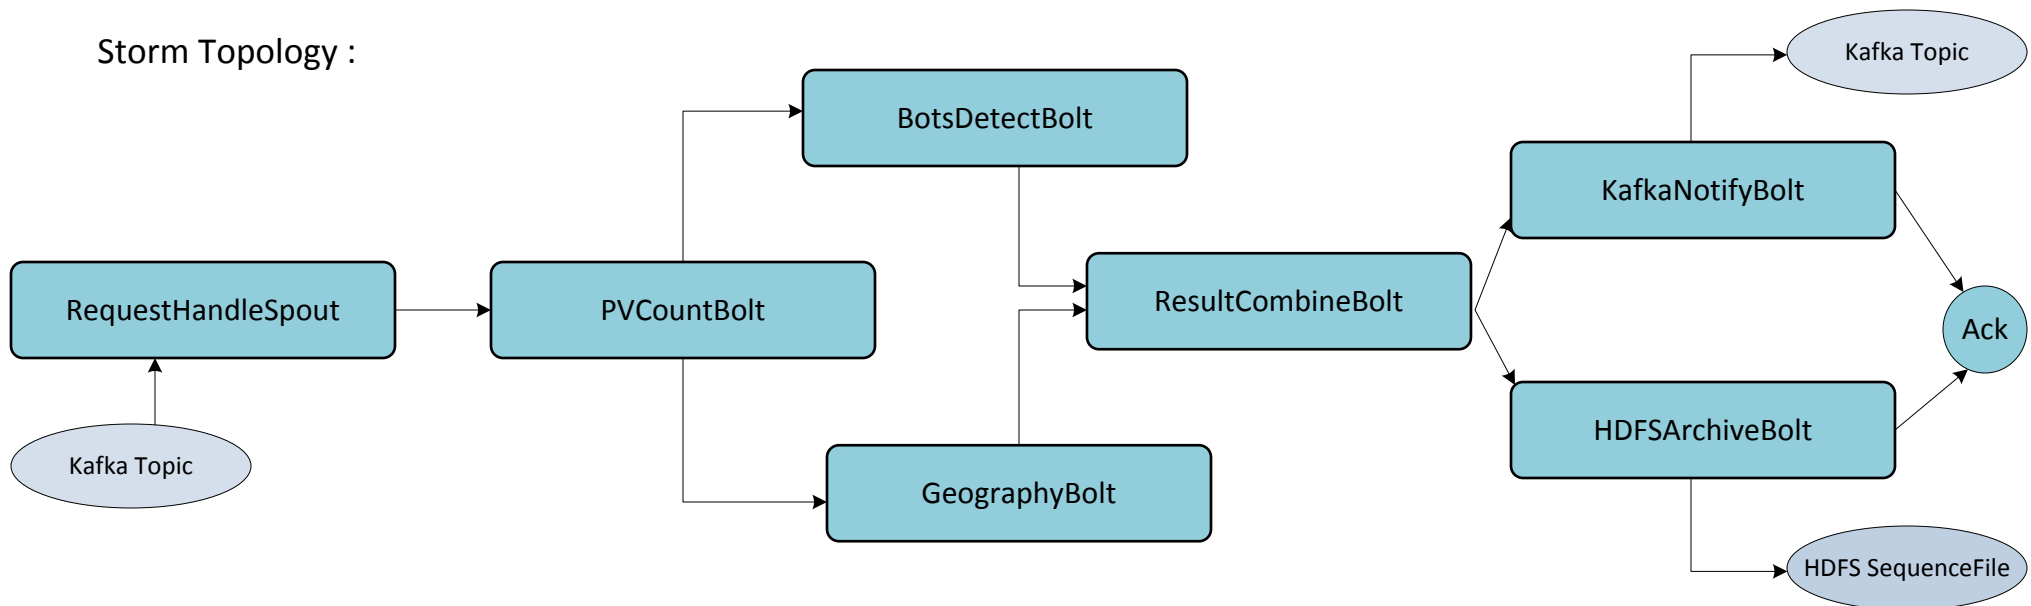 Storm Topology :
Kafka Topic
BotsDetectBolt
KafkaNotifyBolt
RequestHandleSpout
PVCountBolt
ResultCombineBolt
Ack
HDFSArchiveBolt
Kafka Topic
GeographyBolt
HDFS SequenceFile